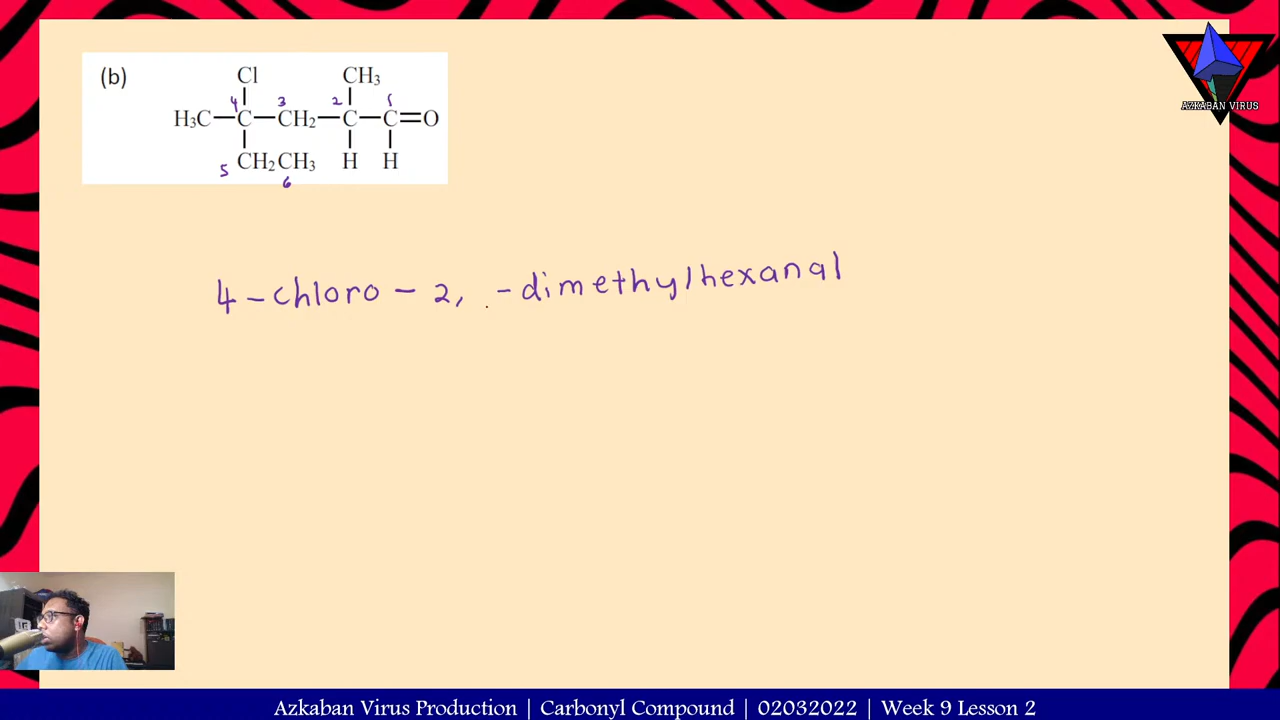 (b)
Cl CH₃
4 3 2 1
H₃C—C—CH₂—C—C=O
5 CH₂CH₃ H H
6
4-chloro-2, -dimethylhexanal
AZKABAN VIRUS
Azkaban Virus Production | Carbonyl Compound | 02032022 | Week 9 Lesson 2